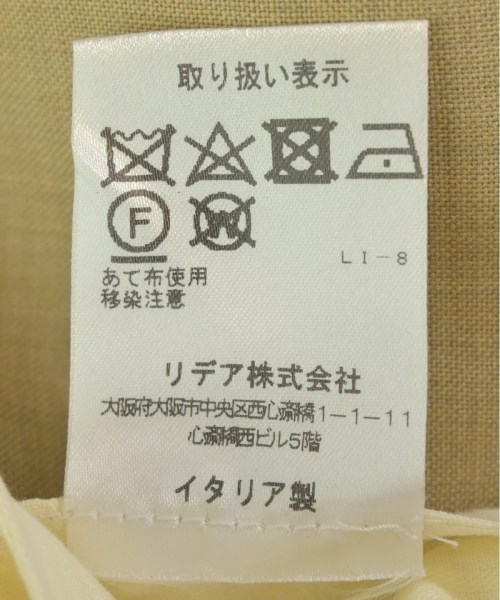 取り扱い表示
F W
LI-8
あて布使用
移染注意
リデア株式会社
大阪府大阪市中央区西心斎橋1-1-11
心斎橋西ビル5階
イタリア製